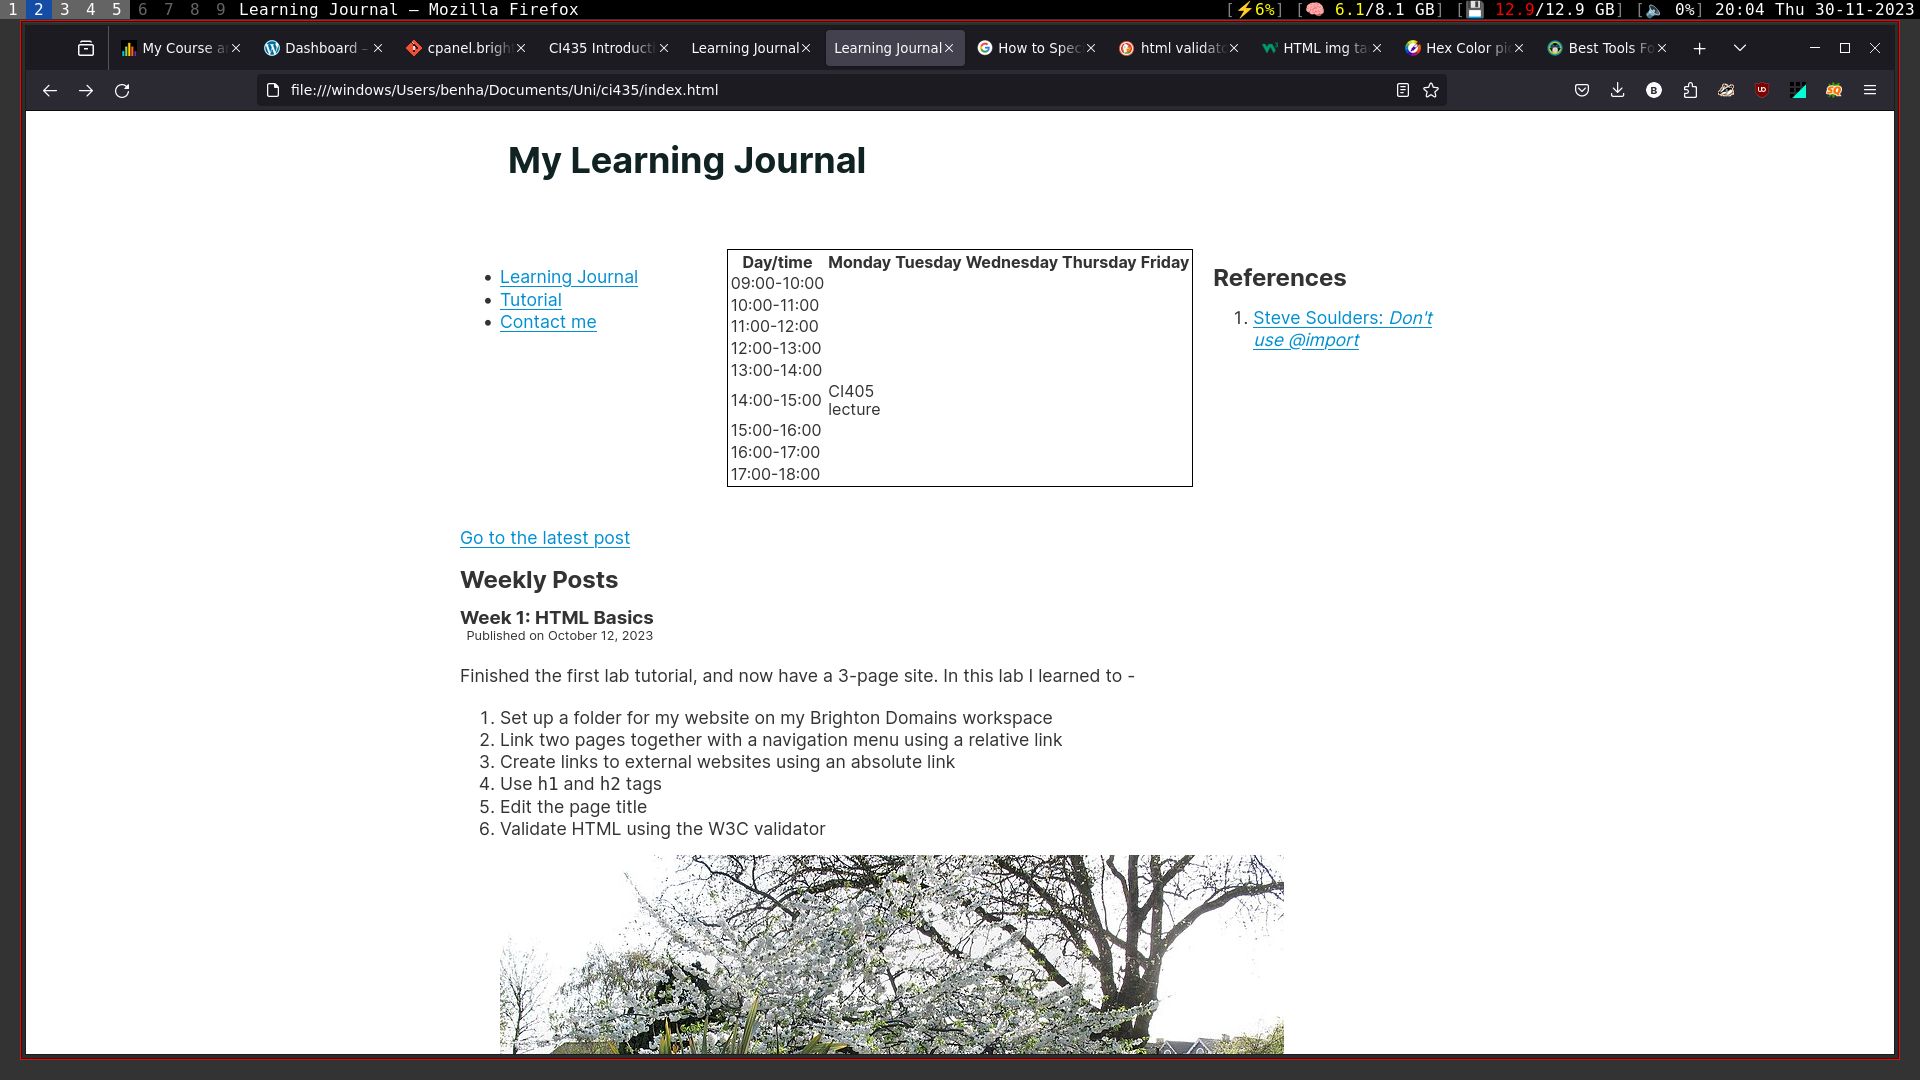 1 2 3 4 5 6 7 8 9 Learning Journal — Mozilla Firefox [⚡6%] [🧠 6.1/8.1 GB] [💾 12.9/12.9 GB] [🔈 0%] 20:04 Thu 30-11-2023
My Course a Dashboard - cpanel.bright CI435 Introducti Learning Journal Learning Journal How to Spec html validato HTML img ta Hex Color pi Best Tools Fo
file:///windows/Users/benha/Documents/Uni/ci435/index.html
My Learning Journal
Learning Journal
Tutorial
Contact me
Day/time Monday Tuesday Wednesday Thursday Friday
09:00-10:00
10:00-11:00
11:00-12:00
12:00-13:00
13:00-14:00
14:00-15:00 CI405 lecture
15:00-16:00
16:00-17:00
17:00-18:00
References
1. Steve Soulders: Don't
use @import
Go to the latest post
Weekly Posts
Week 1: HTML Basics
Published on October 12, 2023
Finished the first lab tutorial, and now have a 3-page site. In this lab I learned to -
1. Set up a folder for my website on my Brighton Domains workspace
2. Link two pages together with a navigation menu using a relative link
3. Create links to external websites using an absolute link
4. Use h1 and h2 tags
5. Edit the page title
6. Validate HTML using the W3C validator